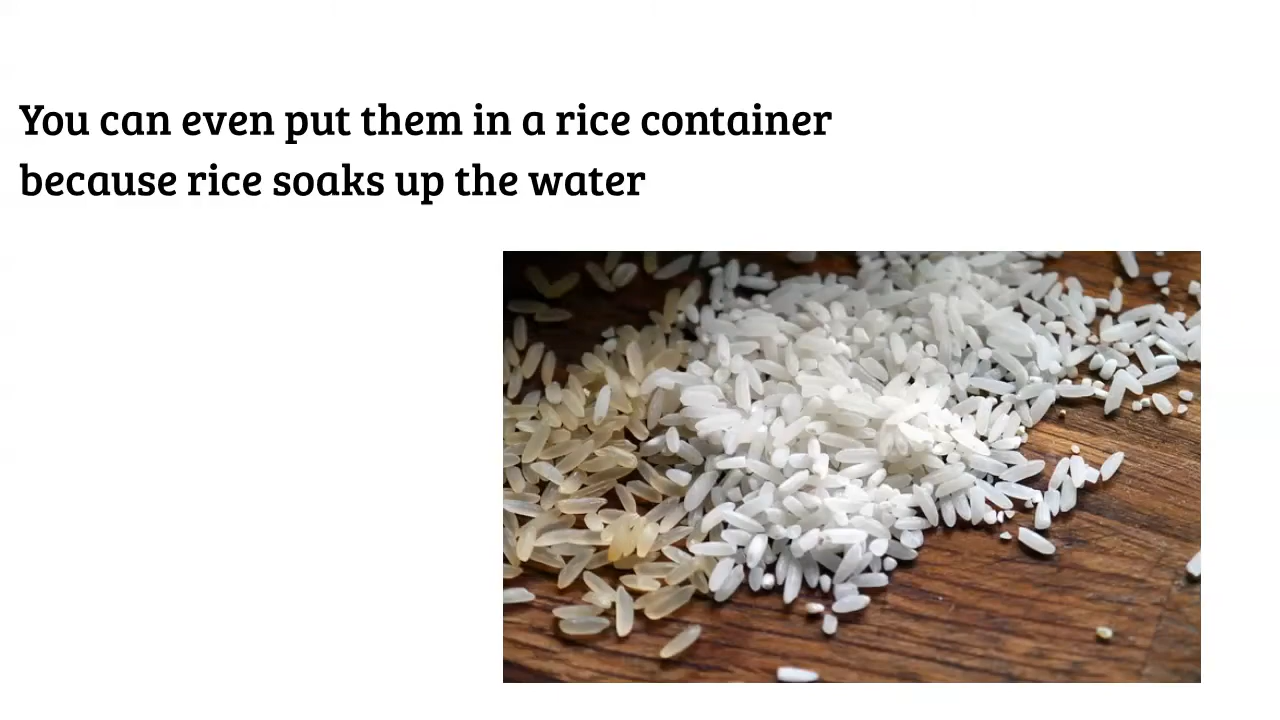 You can even put them in a rice container
because rice soaks up the water